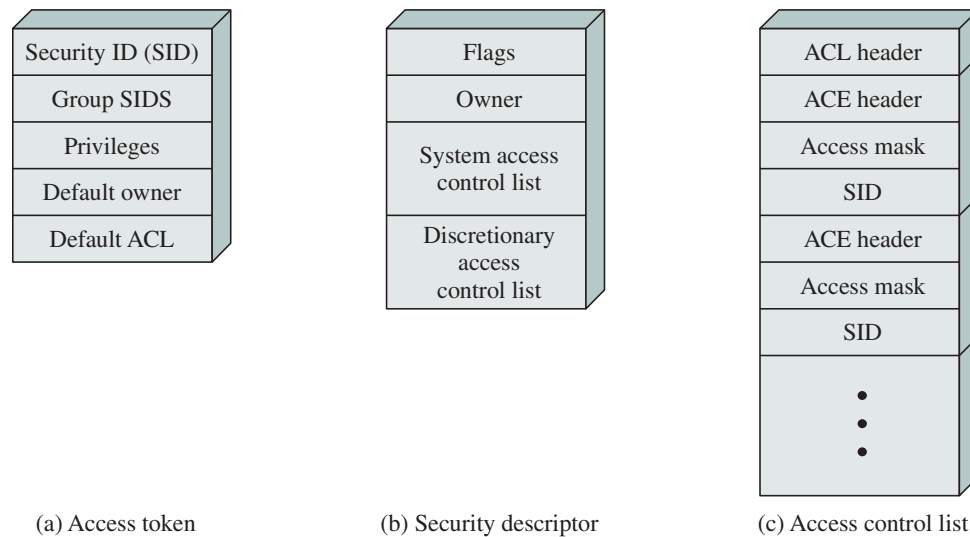 Security ID (SID)
Group SIDS
Privileges
Default owner
Default ACL
(a) Access token
Flags
Owner
System access
control list
Discretionary
access
control list
(b) Security descriptor
ACL header
ACE header
Access mask
SID
ACE header
Access mask
SID
(c) Access control list